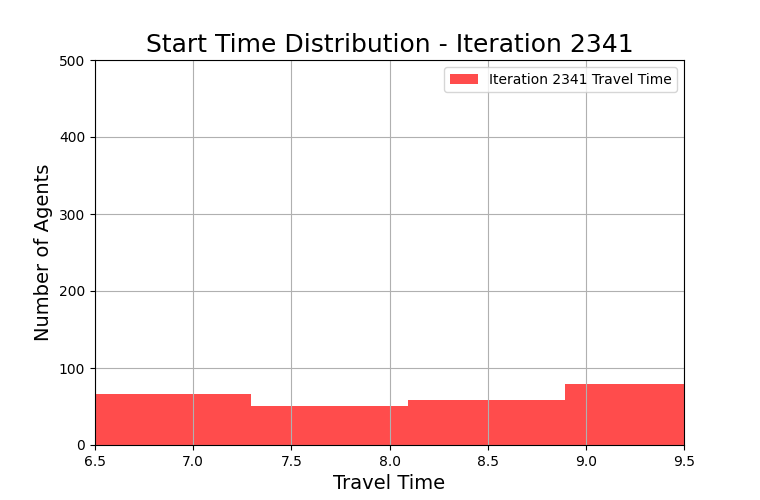 Start Time Distribution - Iteration 2341
Iteration 2341 Travel Time
Number of Agents
500
400
300
200
100
0
6.5 7.0 7.5 8.0 8.5 9.0 9.5
Travel Time